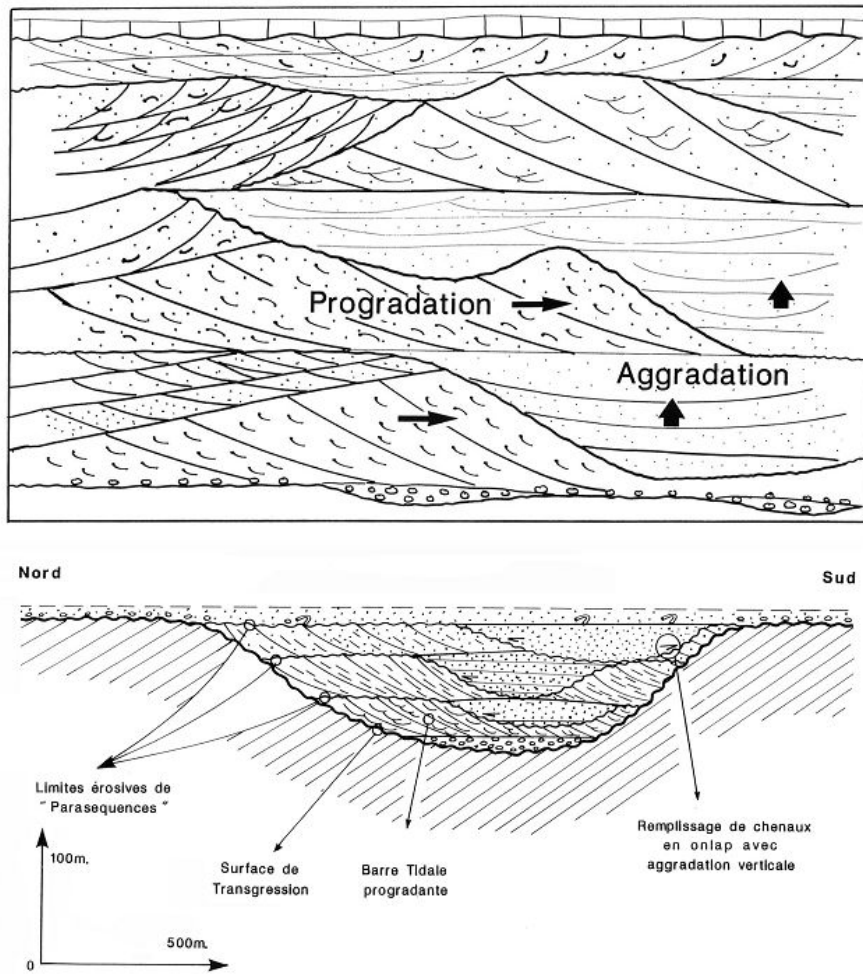 Progradation
Aggradation
Nord
Sud
Limites érosives de
" Parasequences "
100m.
Surface de
Transgression
Barre Tidale
progradante
Remplissage de chenaux
en onlap avec
aggradation verticale
500m.
0